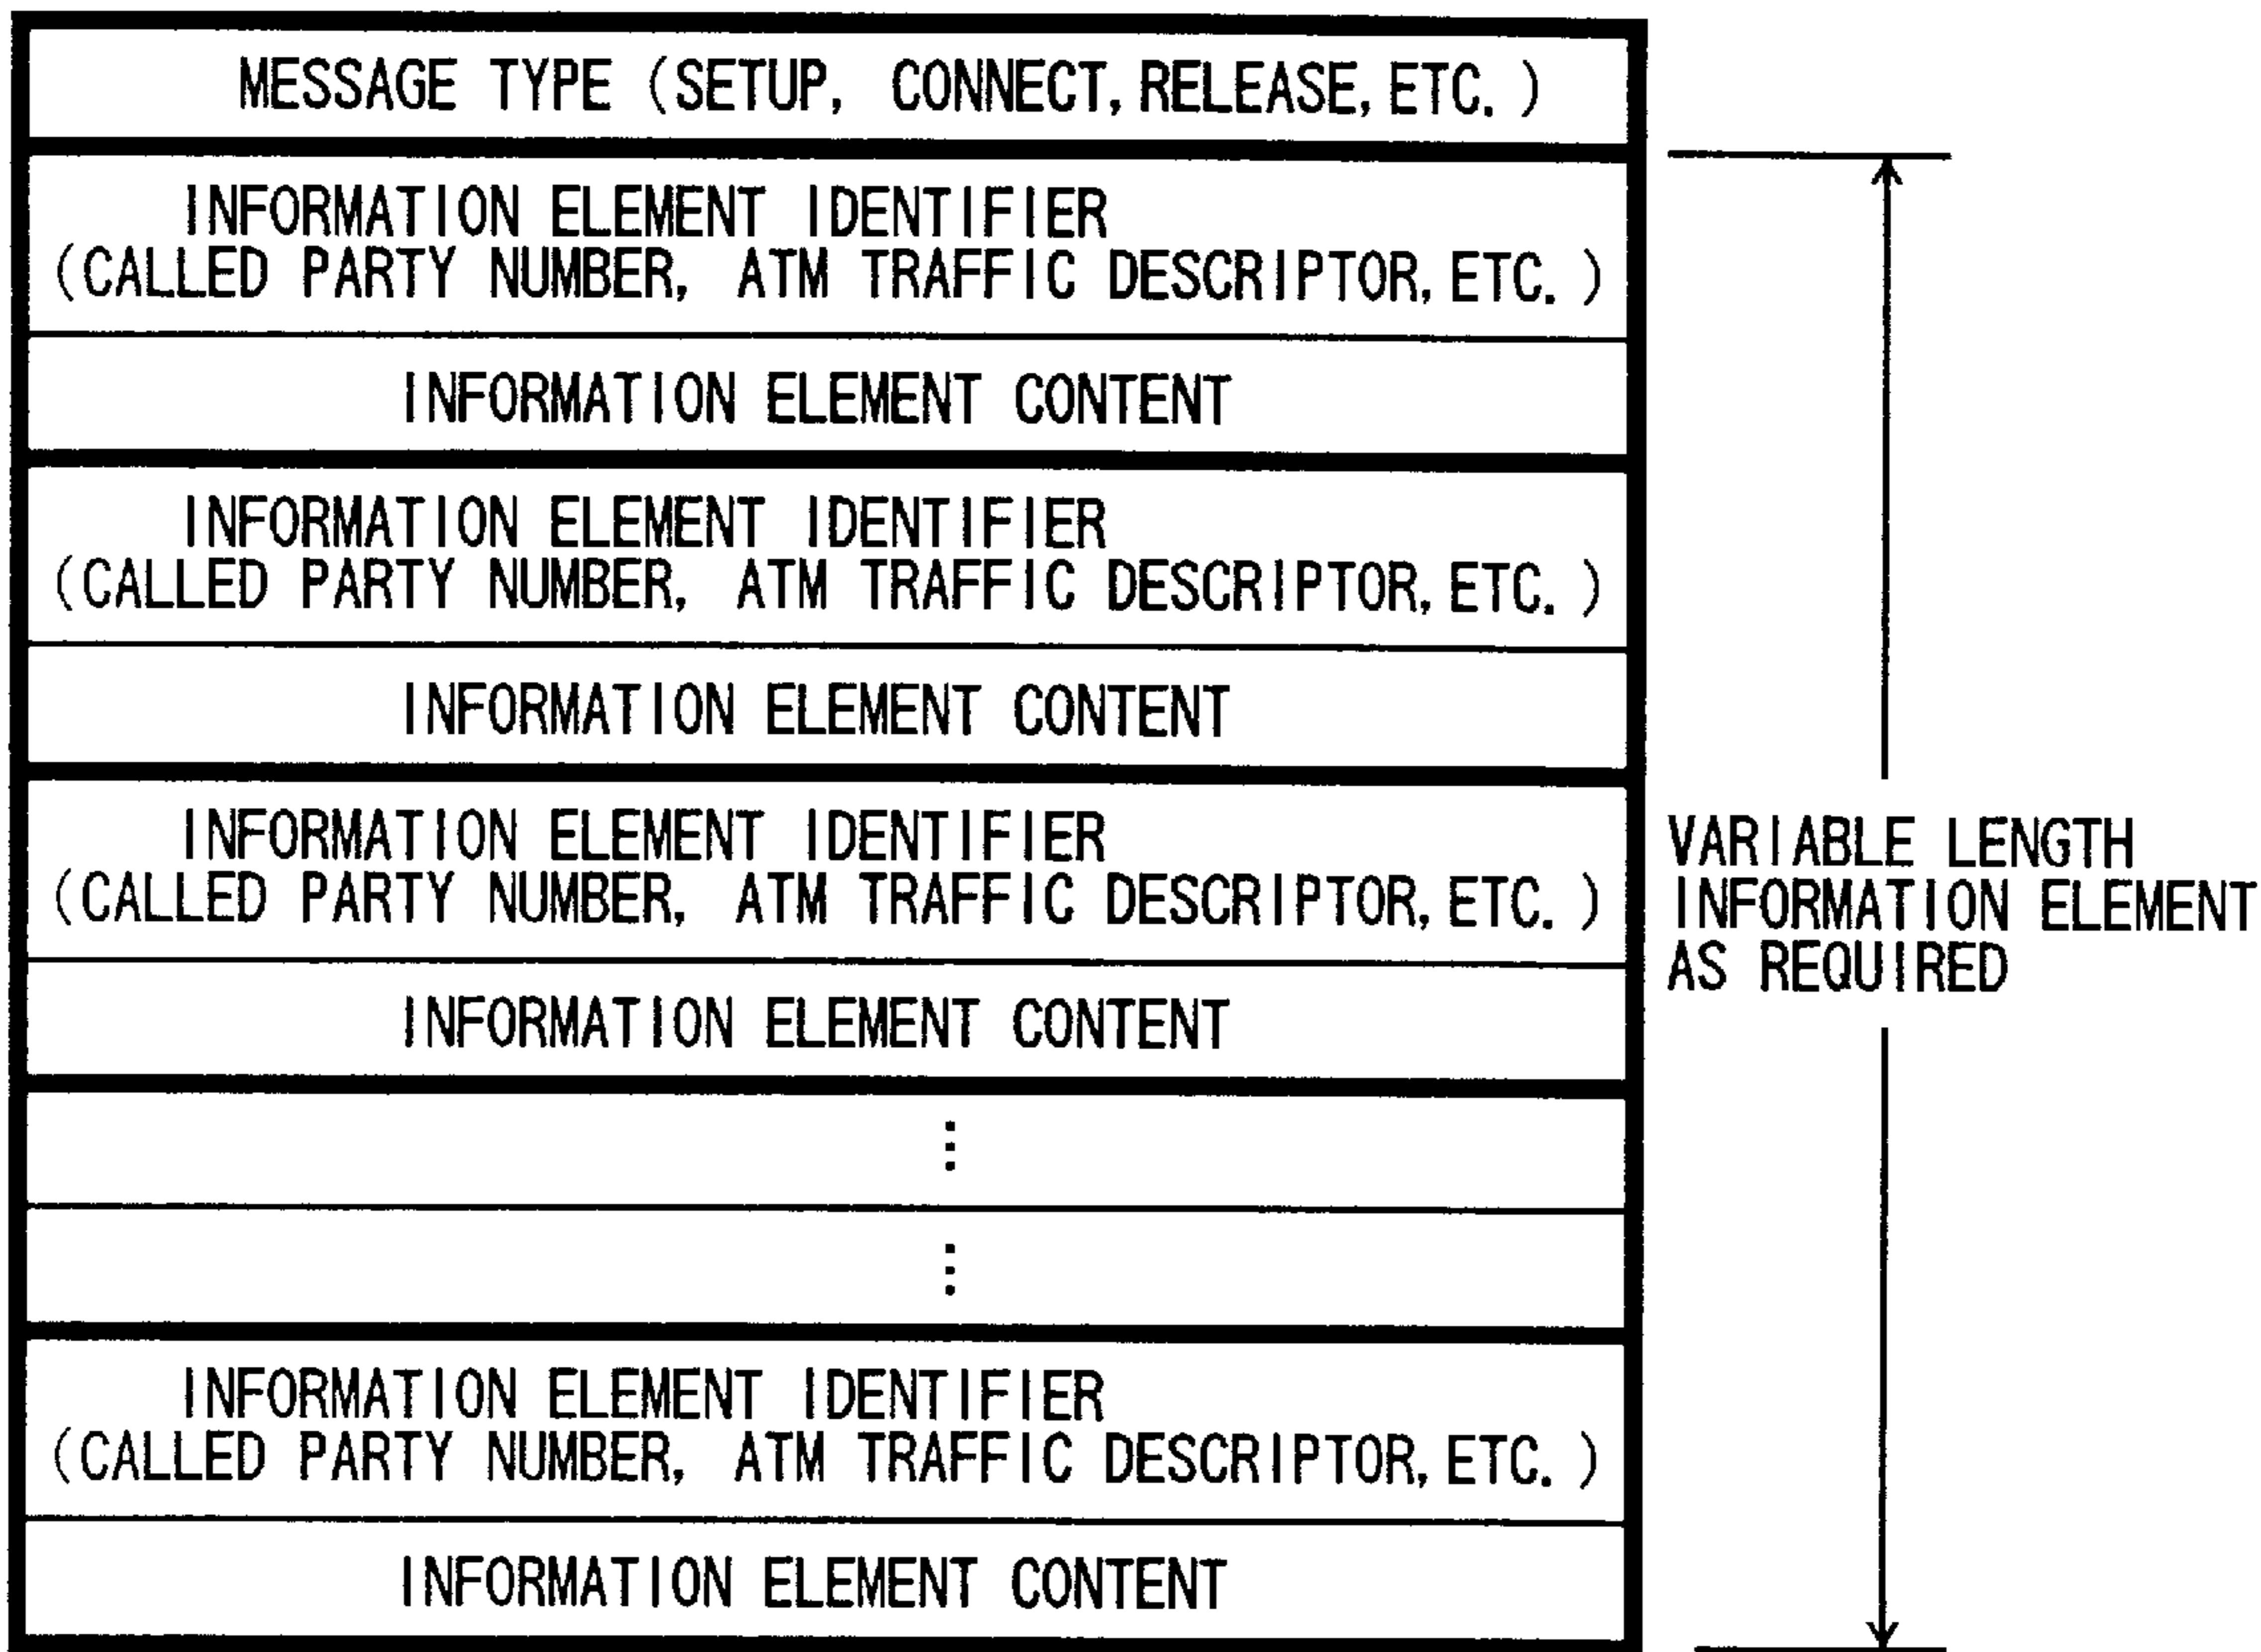 MESSAGE TYPE (SETUP, CONNECT, RELEASE, ETC. )
INFORMATION ELEMENT IDENTIFIER
(CALLED PARTY NUMBER, ATM TRAFFIC DESCRIPTOR, ETC. )
INFORMATION ELEMENT CONTENT
INFORMATION ELEMENT IDENTIFIER
(CALLED PARTY NUMBER, ATM TRAFFIC DESCRIPTOR, ETC. )
INFORMATION ELEMENT CONTENT
INFORMATION ELEMENT IDENTIFIER
(CALLED PARTY NUMBER, ATM TRAFFIC DESCRIPTOR, ETC. )
INFORMATION ELEMENT CONTENT
⋮
⋮
INFORMATION ELEMENT IDENTIFIER
(CALLED PARTY NUMBER, ATM TRAFFIC DESCRIPTOR, ETC. )
INFORMATION ELEMENT CONTENT
VARIABLE LENGTH
INFORMATION ELEMENT
AS REQUIRED